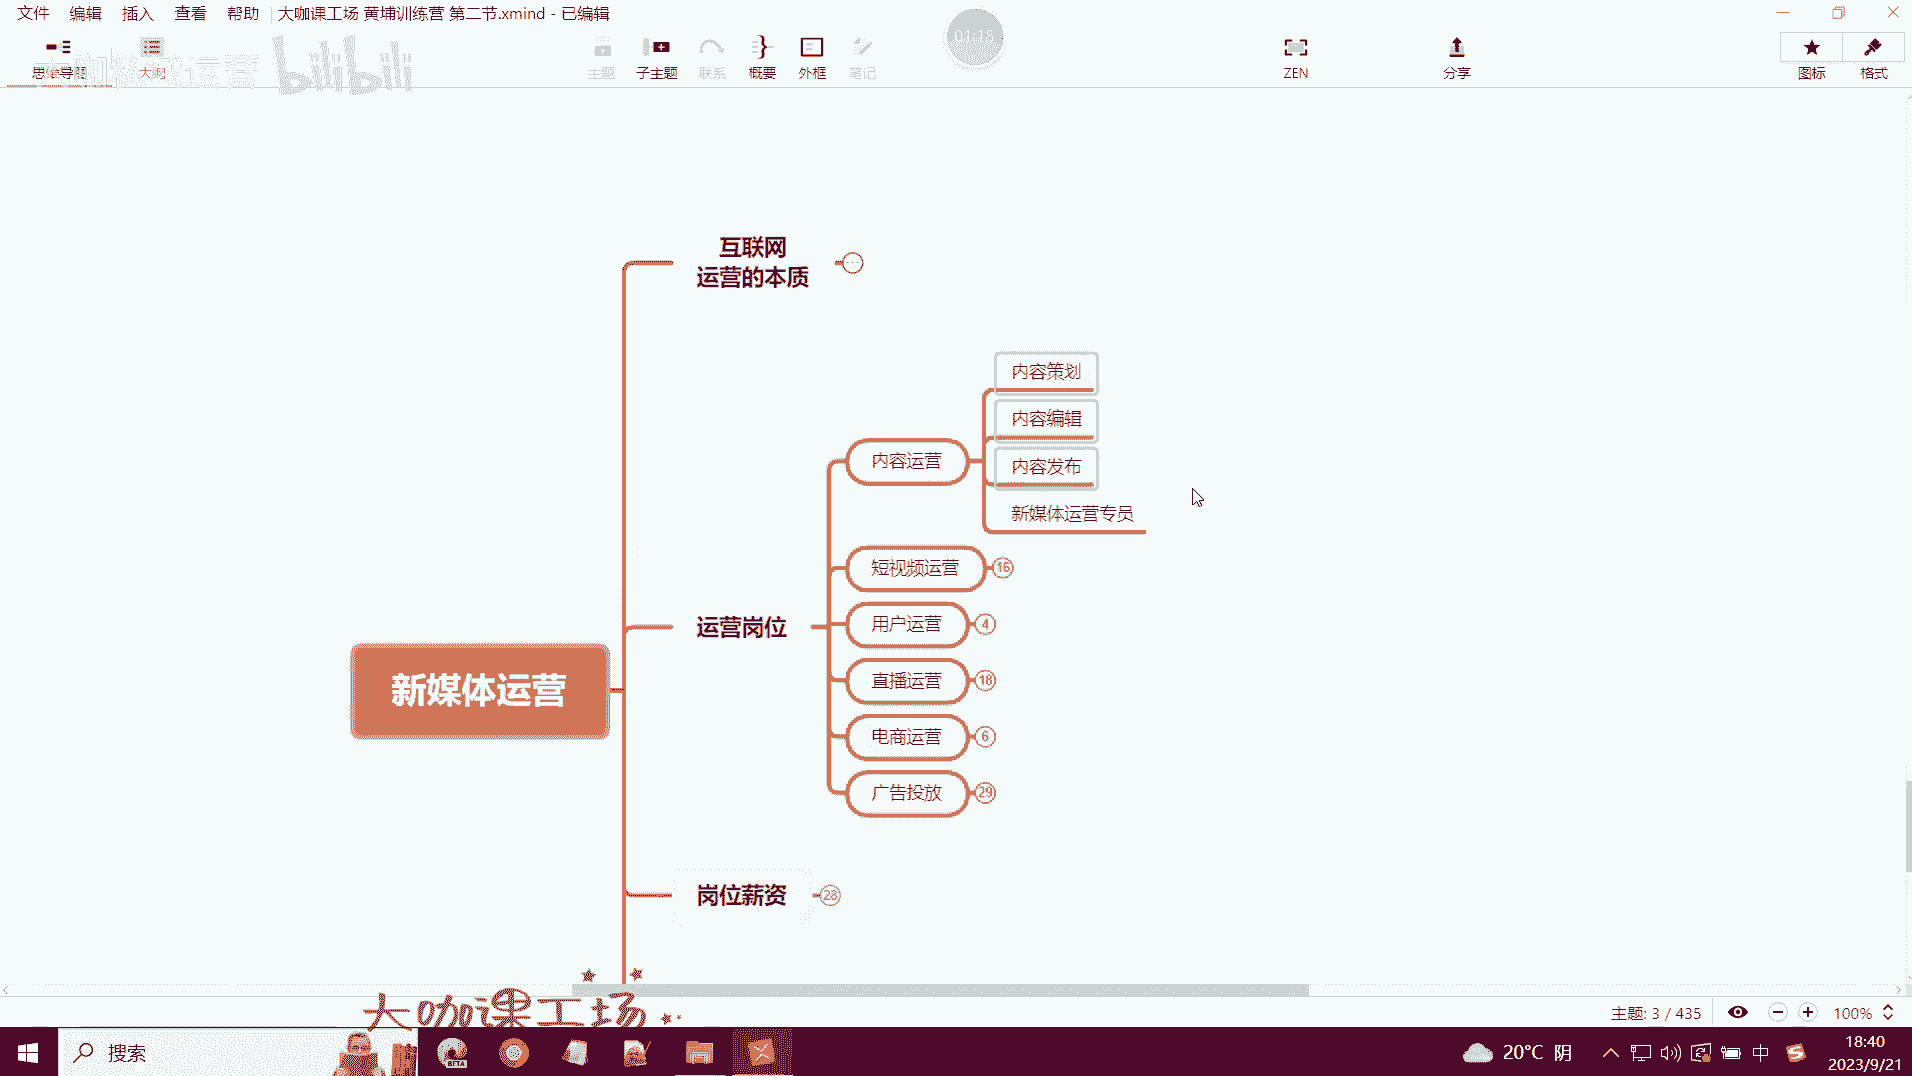 文件 编辑 插入 查看 帮助 大咖课工场 黄埔训练营 第二节.xmind - 已编辑
01:18
思维导图 大纲 主题 子主题 联系 概要 外框 笔记 ZEN 分享 图标 格式
bilibili
互联网
运营的本质
内容策划
内容编辑
内容运营
内容发布
新媒体运营专员
短视频运营 16
用户运营 4
运营岗位
直播运营 18
新媒体运营
电商运营 6
广告投放 29
岗位薪资 28
大咖课工场
主题: 3 / 435 100%
搜索
BETA
20°C 阴
中
18:40
2023/9/21